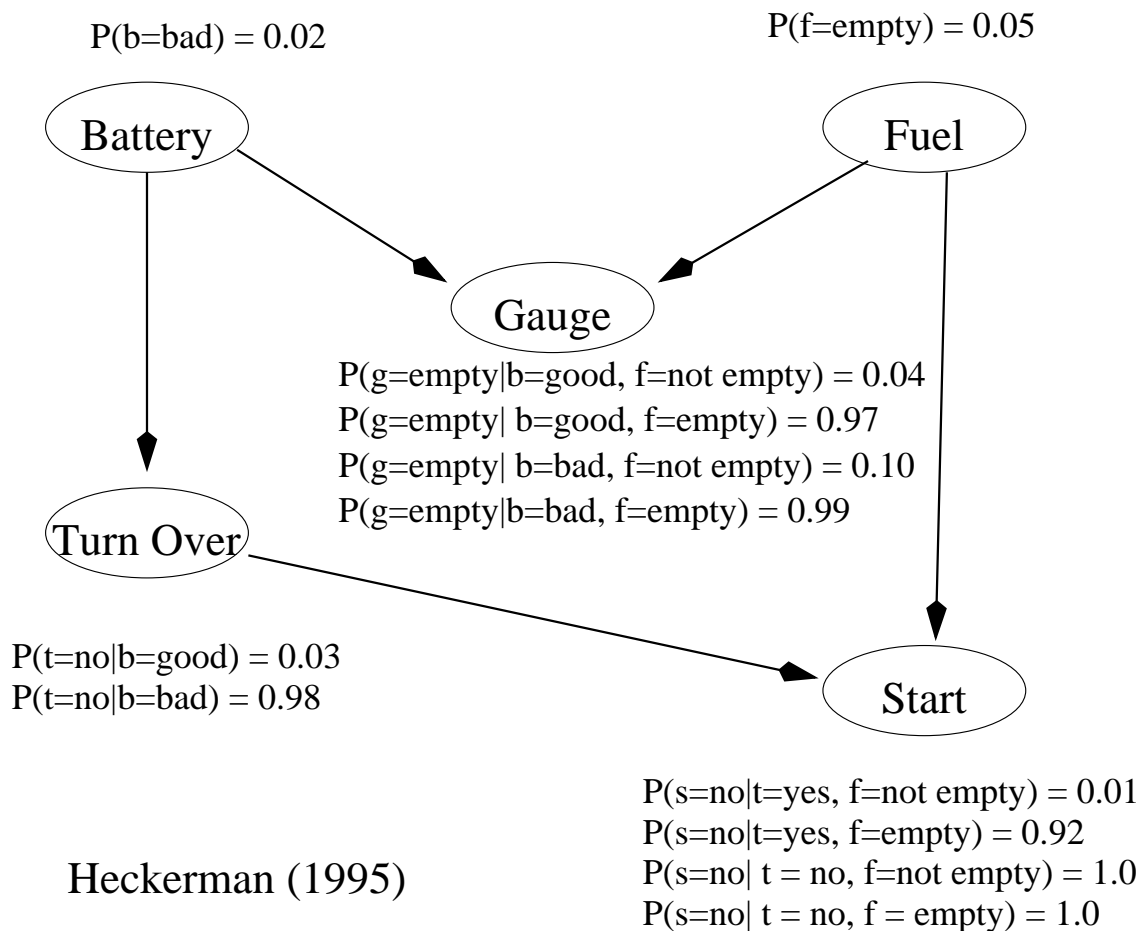 P(b=bad) = 0.02
P(f=empty) = 0.05
Battery
Fuel
Gauge
P(g=empty|b=good, f=not empty) = 0.04
P(g=empty| b=good, f=empty) = 0.97
P(g=empty| b=bad, f=not empty) = 0.10
P(g=empty|b=bad, f=empty) = 0.99
Turn Over
P(t=no|b=good) = 0.03
P(t=no|b=bad) = 0.98
Start
P(s=no|t=yes, f=not empty) = 0.01
P(s=no|t=yes, f=empty) = 0.92
P(s=no| t = no, f=not empty) = 1.0
P(s=no| t = no, f = empty) = 1.0
Heckerman (1995)